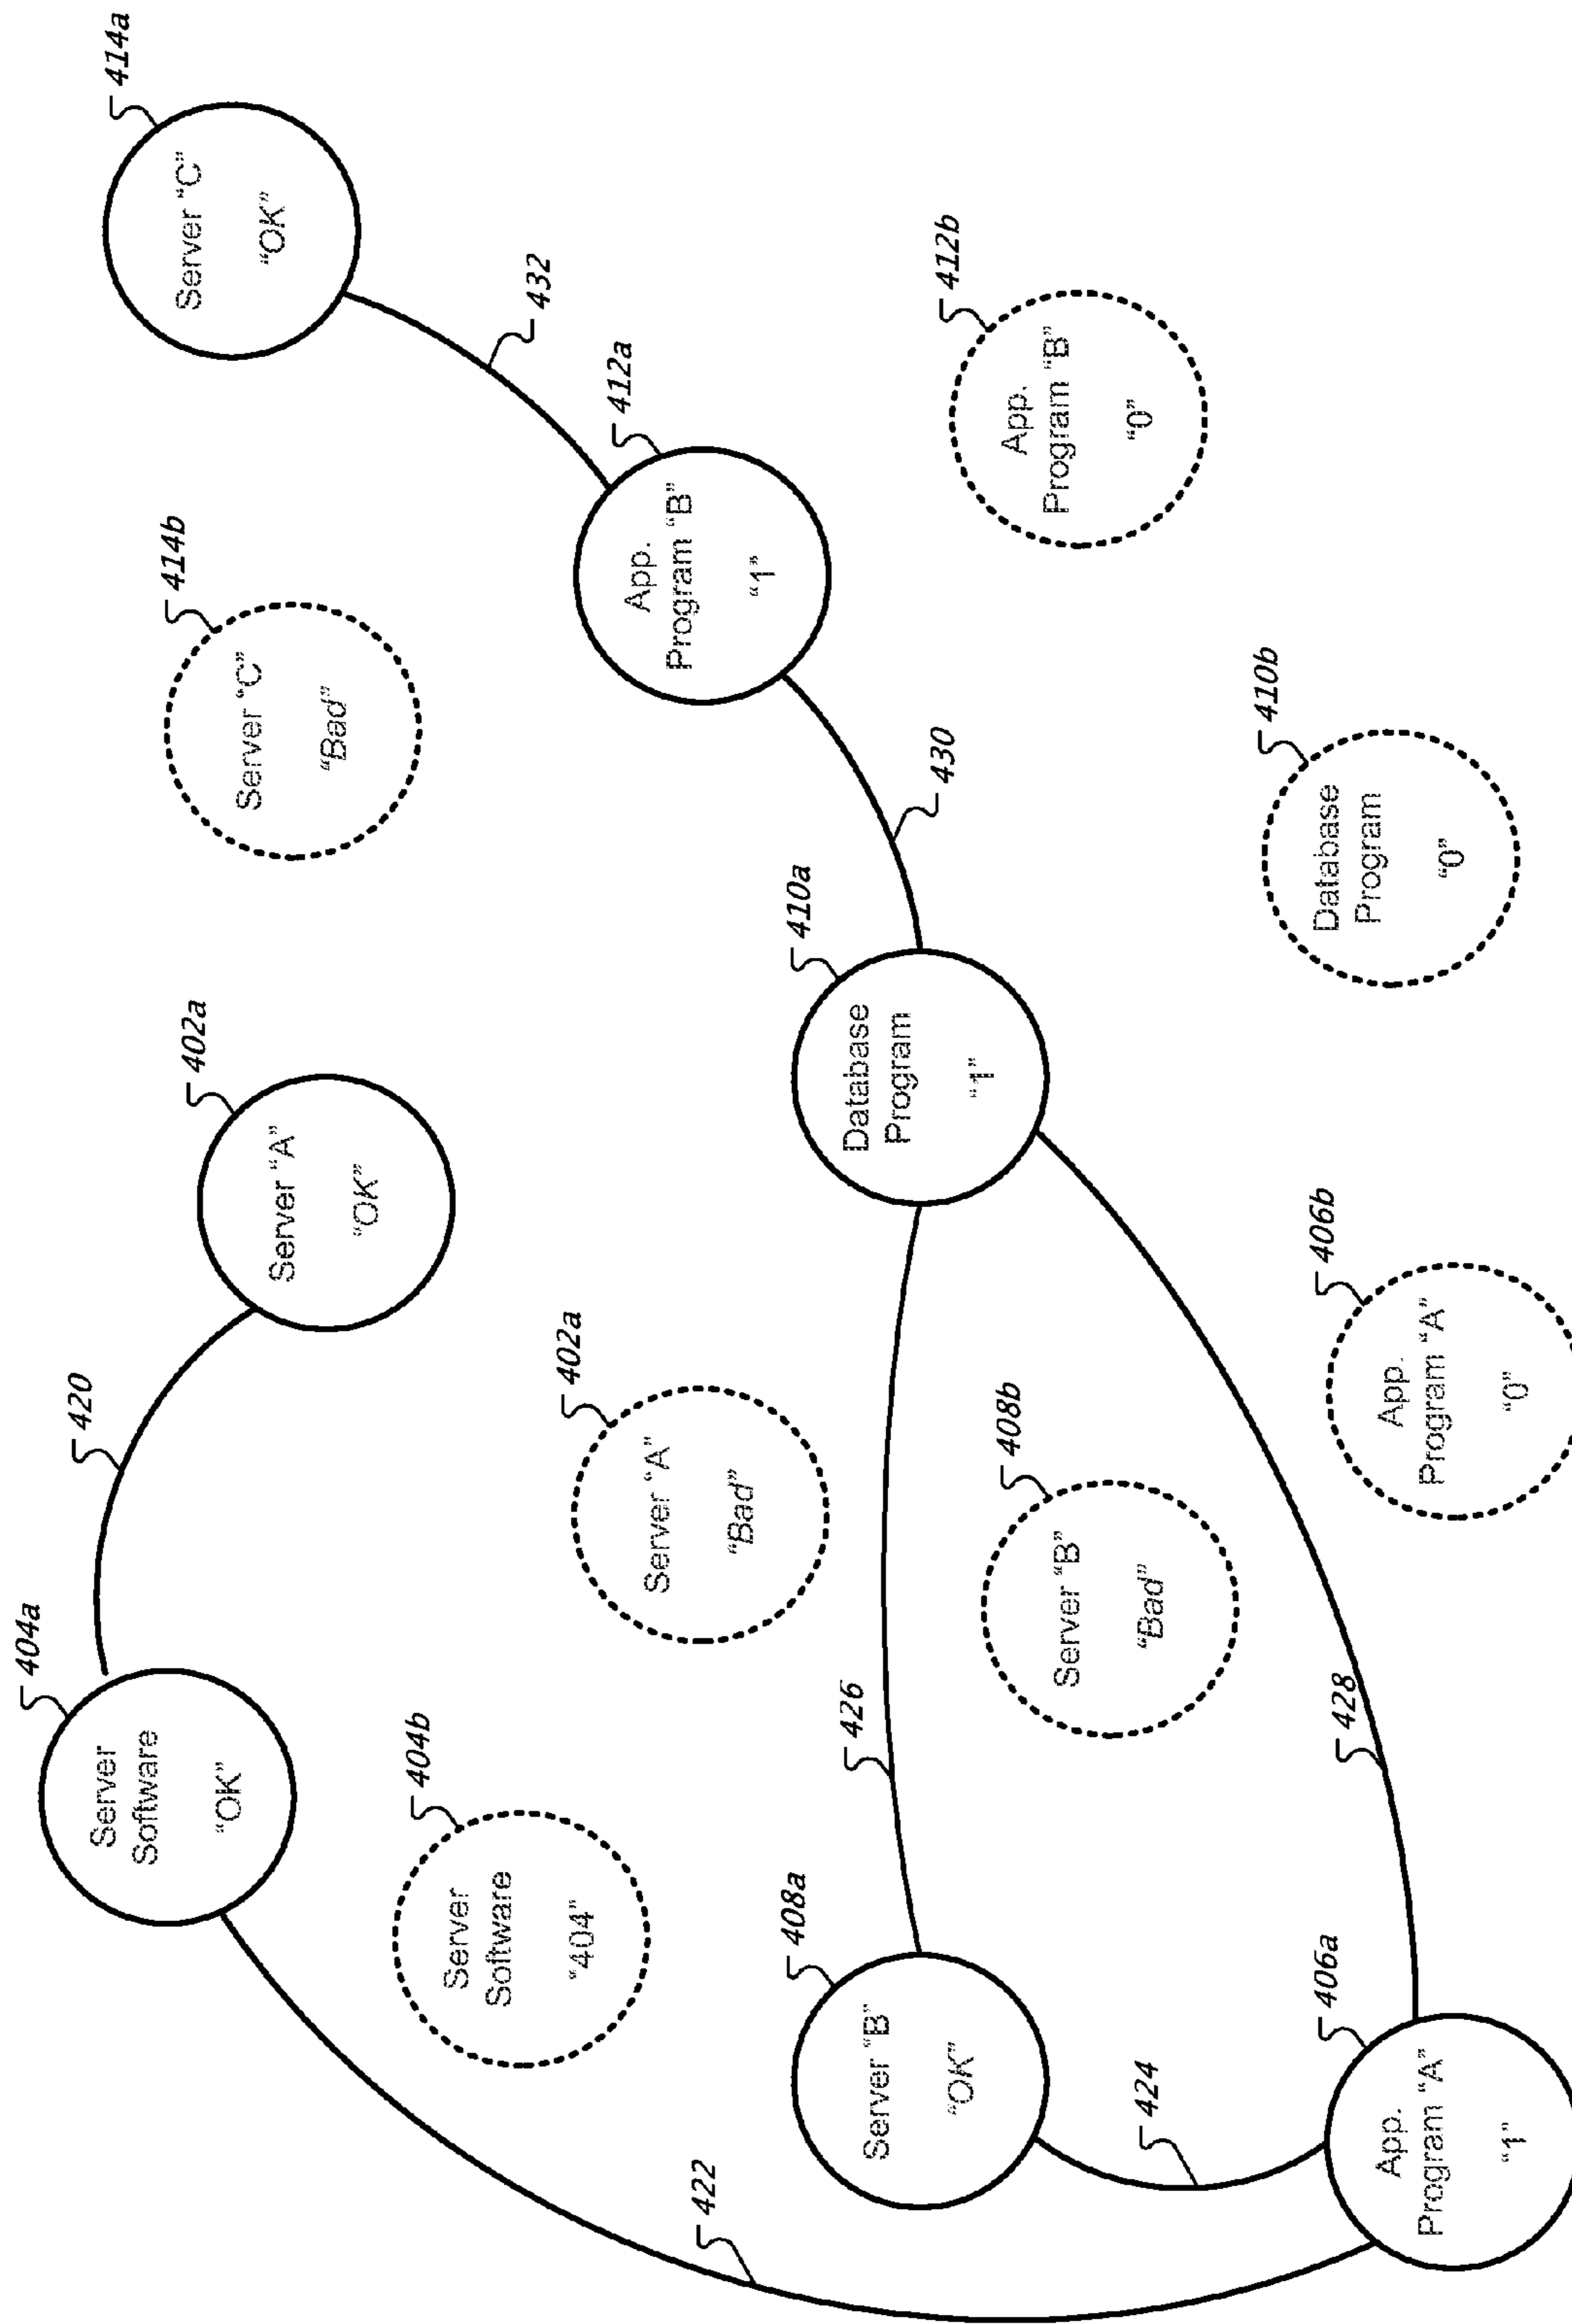 404a
Server
Software
"OK"
420
402a
Server "A"
"OK"
414b
Server "C"
"Bad"
414a
Server "C"
"OK"
404b
Server
Software
"404"
402a
Server "A"
"Bad"
432
412a
App.
Program "B"
"1"
422
408a
Server "B"
"OK"
426
410a
Database
Program
"1"
430
412b
App.
Program "B"
"0"
408b
Server "B"
"Bad"
424
410b
Database
Program
"0"
406a
App.
Program "A"
"1"
428
406b
App.
Program "A"
"0"